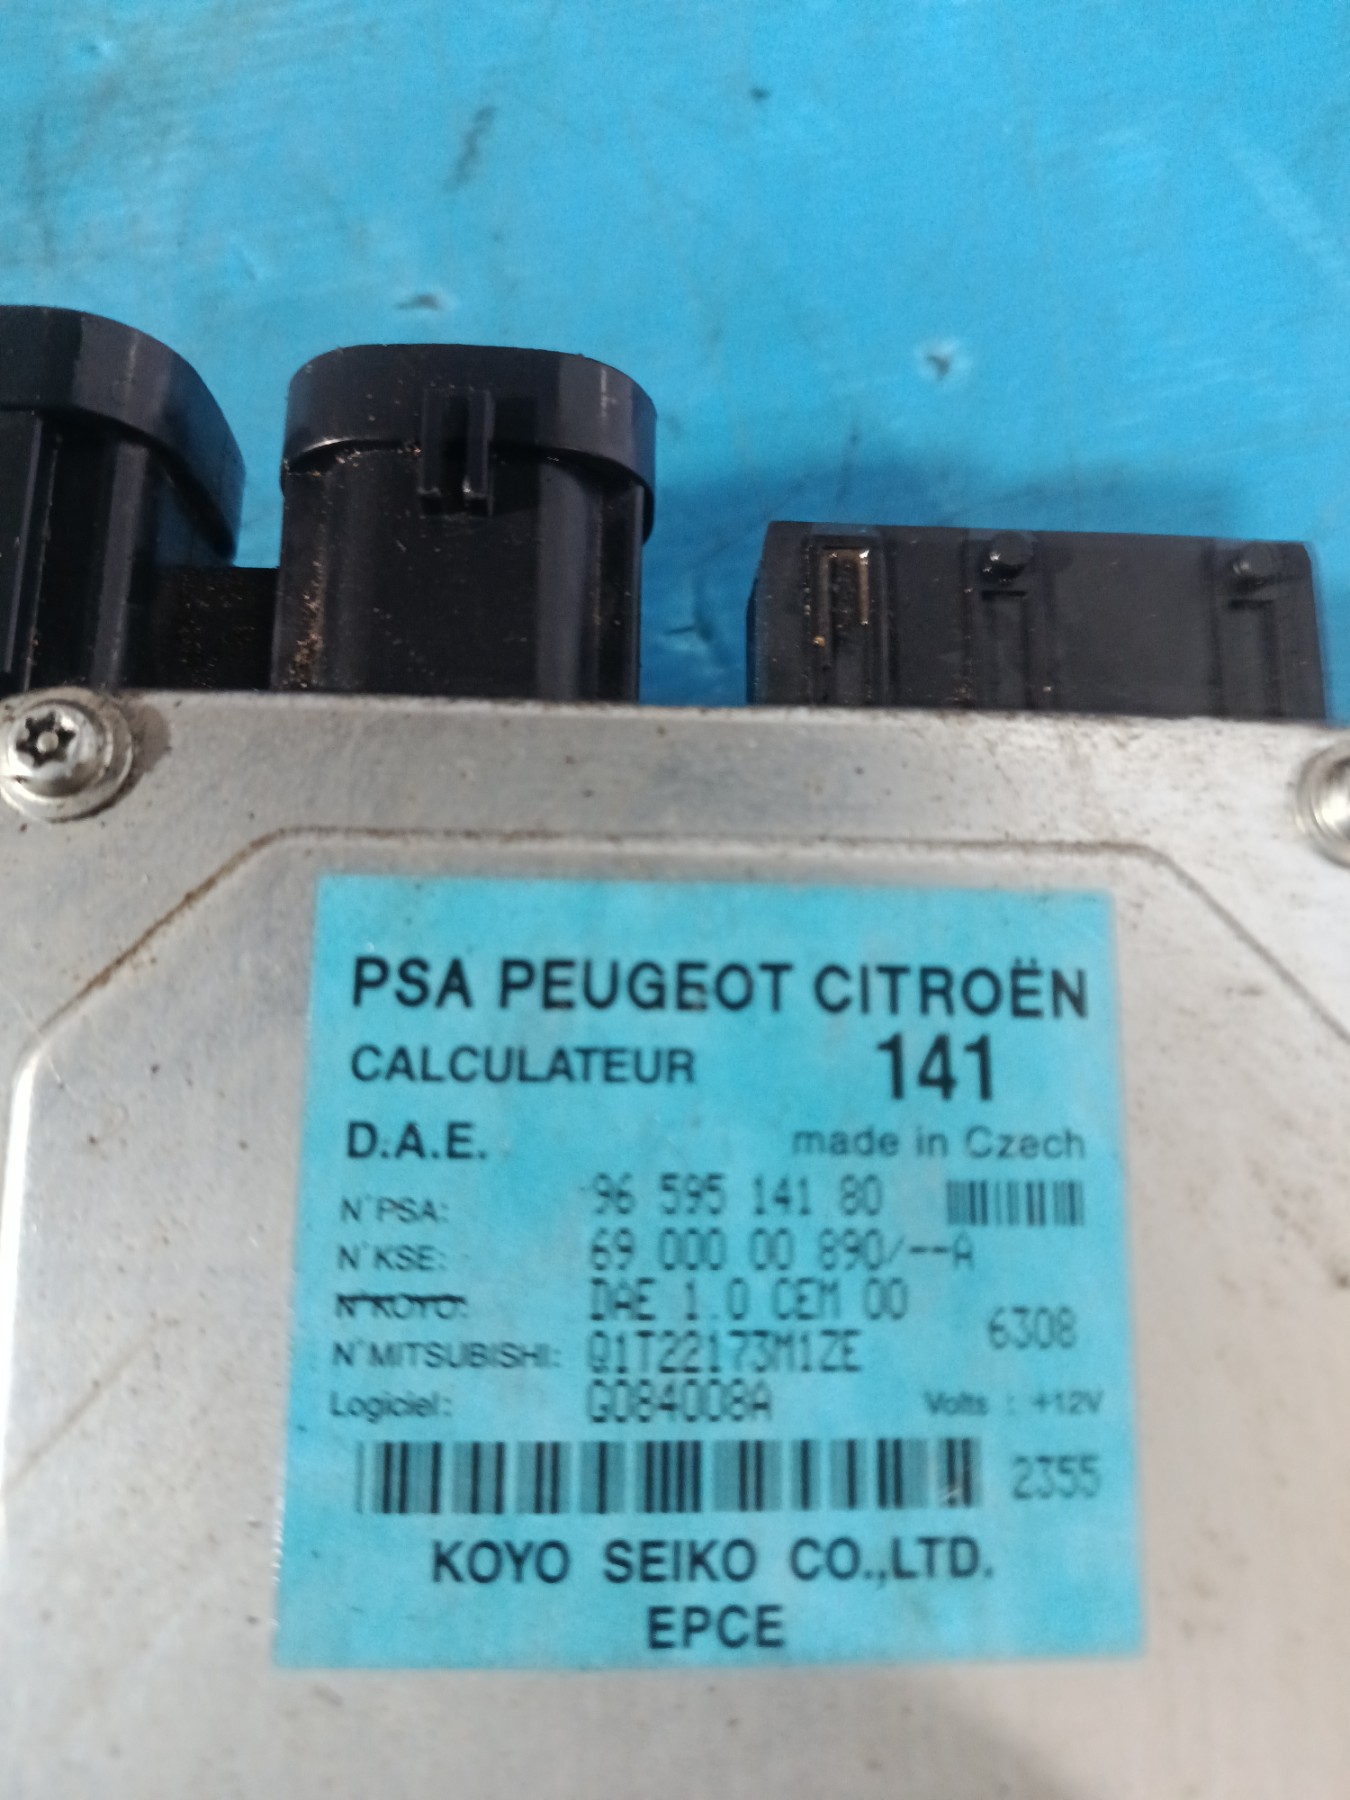 PSA PEUGEOT CITROËN
CALCULATEUR 141
D.A.E. made in Czech
N°PSA: 96 595 141 80
N°KSE: 69 000 00 890/--A
N°KOYO: DAE 1.0 CEM 00
6308
N°MITSUBISHI: Q1T22173M1ZE
Logiciel: G084008A Volts : +12V
2355
KOYO SEIKO CO.,LTD.
EPCE